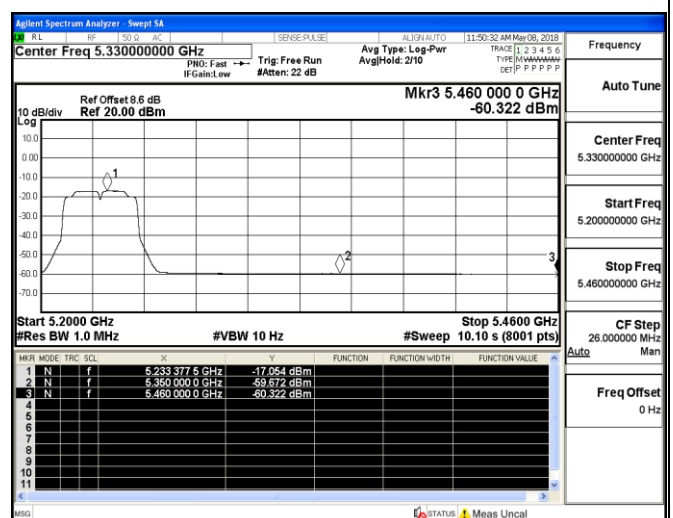 Agilent Spectrum Analyzer - Swept SA
LXI RL RF 50 Ω AC SENSE:PULSE ALIGN AUTO 11:50:32 AM May 08, 2018
Center Freq 5.330000000 GHz
PNO: Fast
IFGain:Low
Trig: Free Run
#Atten: 22 dB
Avg Type: Log-Pwr
Avg|Hold: 2/10
TRACE 1 2 3 4 5 6
TYPE M WWWWW
DET P P P P P P
Ref Offset 8.6 dB
10 dB/div Ref 20.00 dBm
Log
Mkr3 5.460 000 0 GHz
-60.322 dBm
10.0
0.00
-10.0
-20.0
-30.0
-40.0
-50.0
-60.0
-70.0
1
2
3
Start 5.2000 GHz Stop 5.4600 GHz
#Res BW 1.0 MHz #VBW 10 Hz #Sweep 10.10 s (8001 pts)
MKR MODE TRC SCL X Y FUNCTION FUNCTION WIDTH FUNCTION VALUE
1 N f 5.233 377 5 GHz -17.054 dBm
2 N f 5.350 000 0 GHz -59.672 dBm
3 N f 5.460 000 0 GHz -60.322 dBm
4
5
6
7
8
9
10
11
MSG STATUS Meas Uncal
Frequency
Auto Tune
Center Freq
5.330000000 GHz
Start Freq
5.200000000 GHz
Stop Freq
5.460000000 GHz
CF Step
26.000000 MHz
Auto Man
Freq Offset
0 Hz